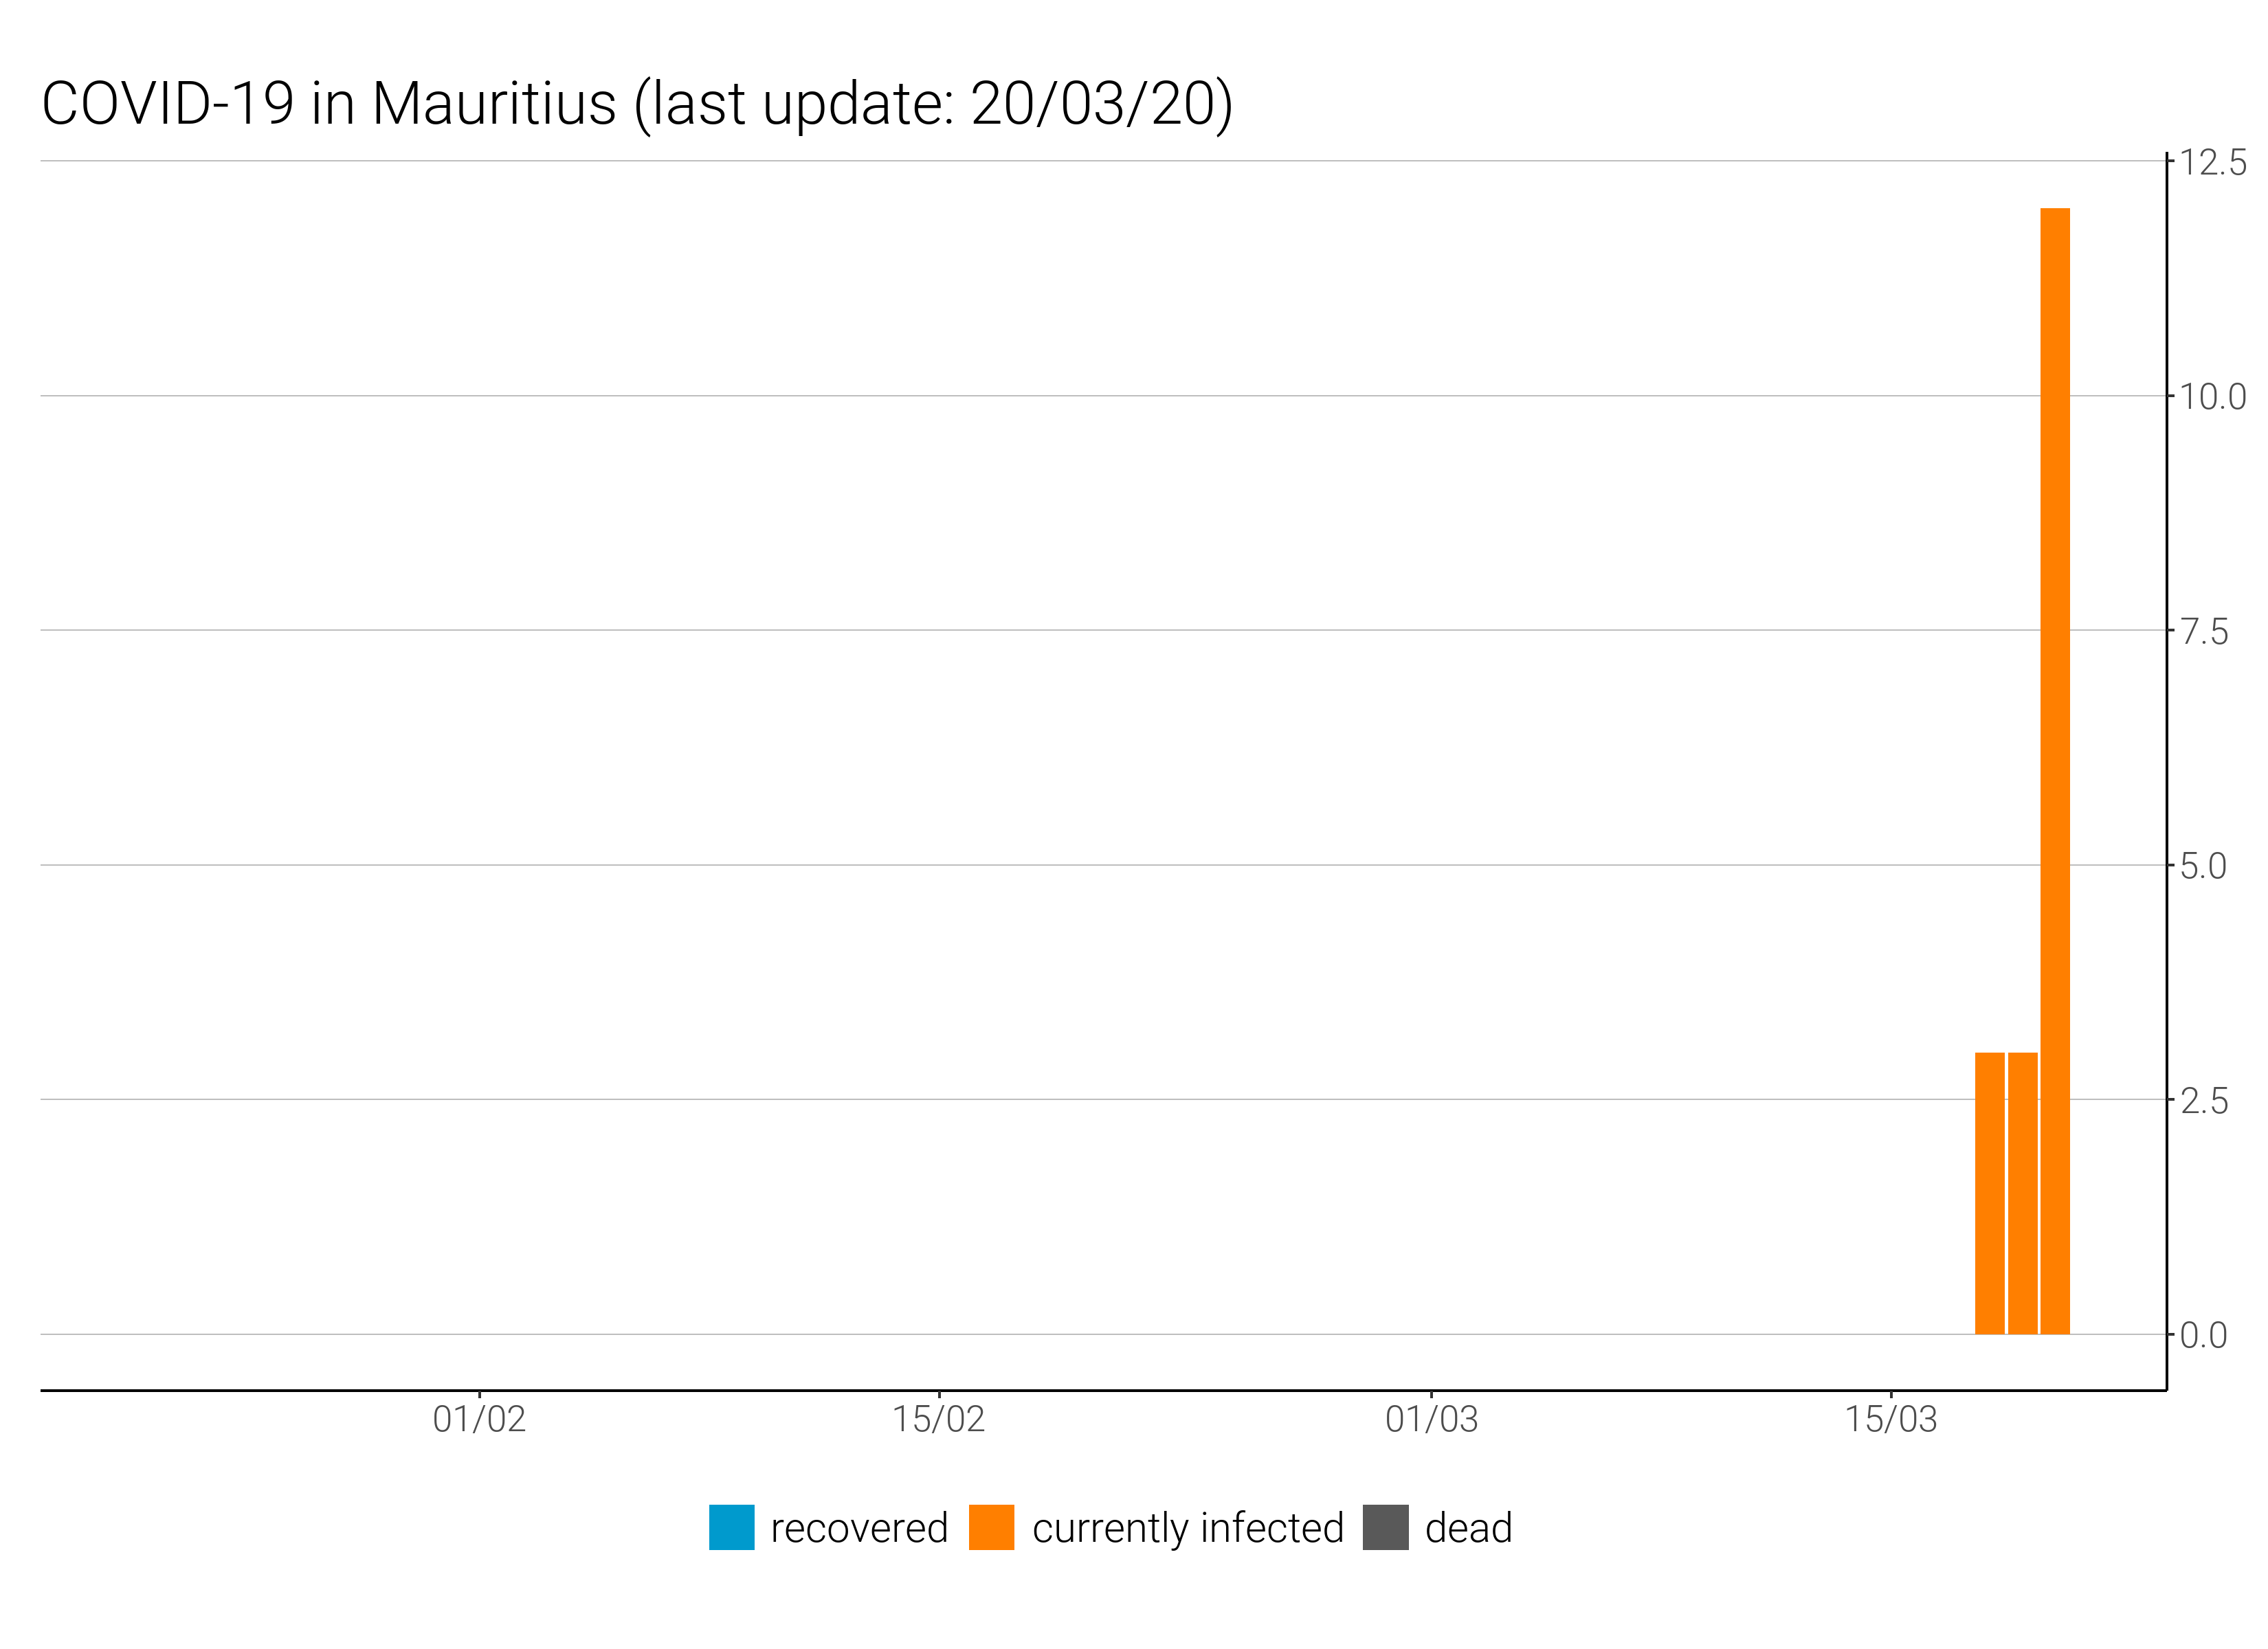 COVID-19 in Mauritius (last update: 20/03/20)
12.5
10.0
7.5
5.0
2.5
0.0
01/02 15/02 01/03 15/03
recovered currently infected dead